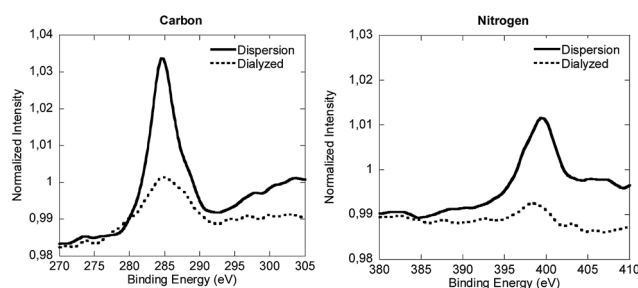 Carbon
1,04
1,03
1,02
1,01
1
0,99
0,98
Normalized Intensity
Dispersion
Dialyzed
270 275 280 285 290 295 300 305
Binding Energy (eV)
Nitrogen
1,03
1,02
1,01
1
0,99
0,98
Normalized Intensity
Dispersion
Dialyzed
380 385 390 395 400 405 410
Binding Energy (eV)